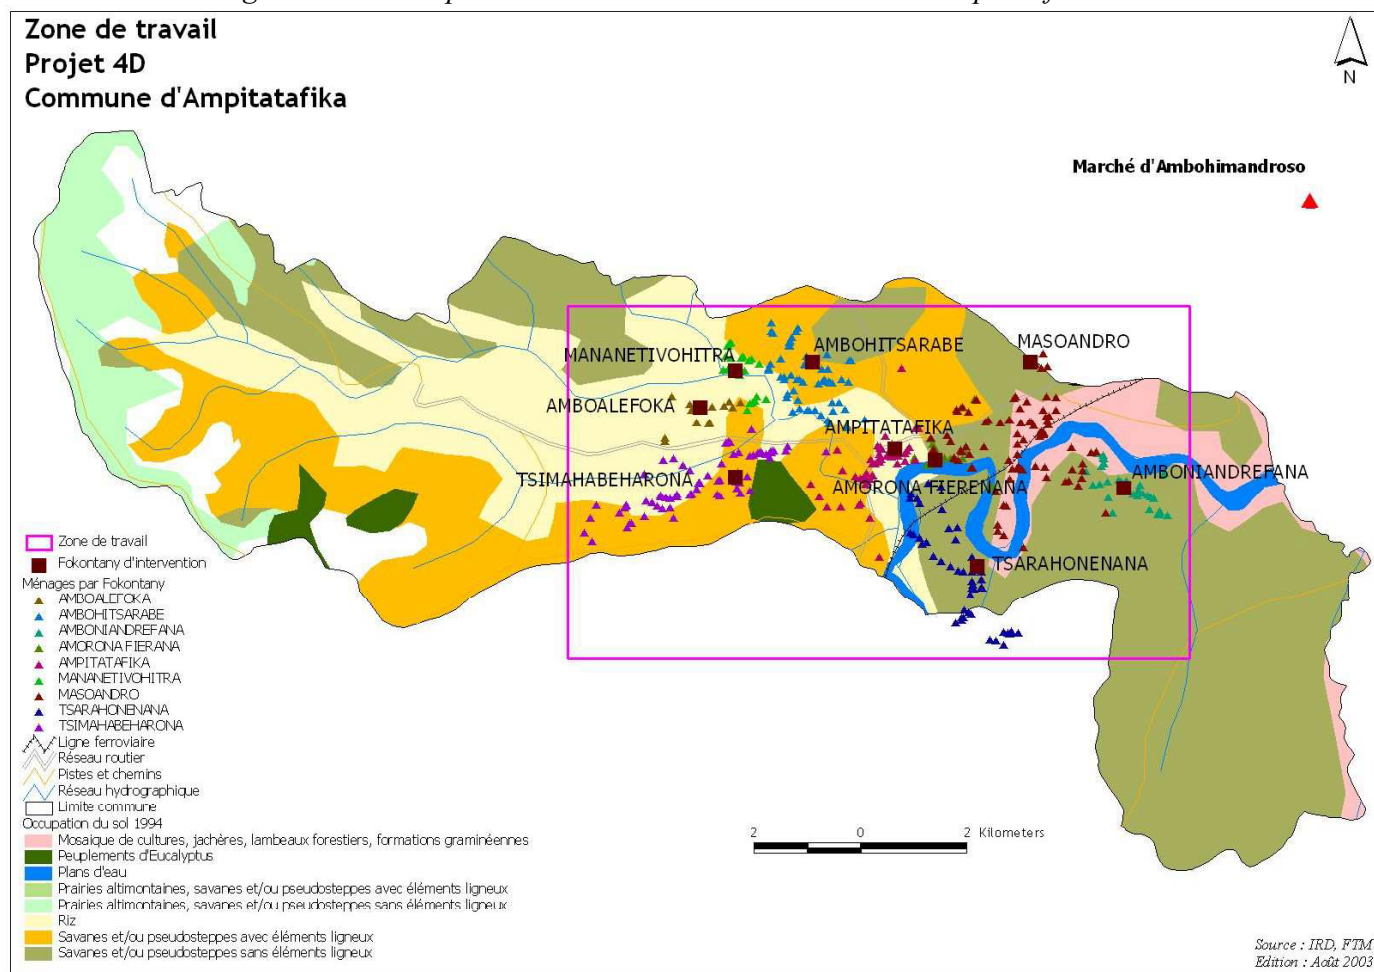 Zone de travail
Projet 4D
Commune d'Ampitatafika
N
Marché d'Ambohimandroso
MANANETIVOHITRA
AMBOHITSARABE
MASOANDRO
AMBOALEFOKA
AMPITATAFIKA
TSIMAHABEHARONA
AMORONA FIERENANA
AMBONIANDREFANA
TSARAHONENANA
Zone de travail
Fokontany d'intervention
Ménages par Fokontany
AMBOALEFOKA
AMBOHITSARABE
AMBONIANDREFANA
AMORONA FIERANA
AMPITATAFIKA
MANANETIVOHITRA
MASOANDRO
TSARAHONENANA
TSIMAHABEHARONA
Ligne ferroviaire
Réseau routier
Pistes et chemins
Réseau hydrographique
Limite commune
Occupation du sol 1994
Mosaique de cultures, jachères, lambeaux forestiers, formations graminéennes
Peuplements d'Eucalyptus
Plans d'eau
Prairies altimontaines, savanes et/ou pseudosteppes avec éléments ligneux
Prairies altimontaines, savanes et/ou pseudosteppes sans éléments ligneux
Riz
Savanes et/ou pseudosteppes avec éléments ligneux
Savanes et/ou pseudosteppes sans éléments ligneux
2 0 2 Kilometers
Source : IRD, FTM
Edition : Août 2003